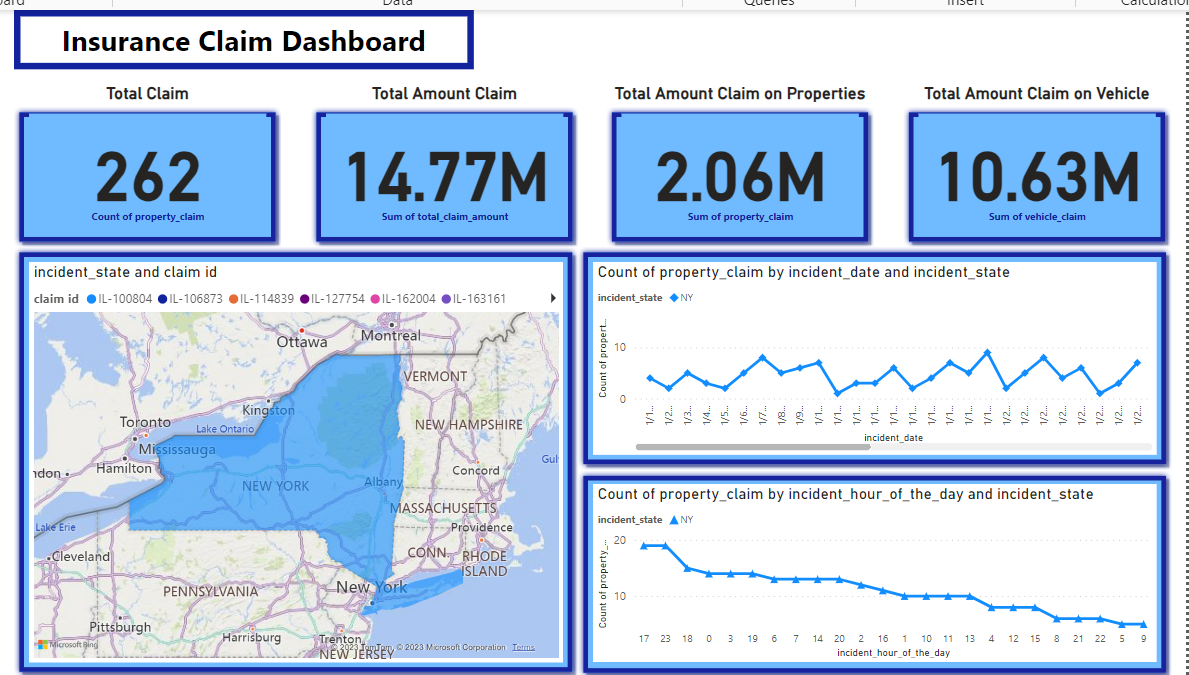 Data
Queries
Insert
Insurance Claim Dashboard
Total Claim
Total Amount Claim
Total Amount Claim on Properties
Total Amount Claim on Vehicle
262
Count of property_claim
14.77M
Sum of total_claim_amount
2.06M
Sum of property_claim
10.63M
Sum of vehicle_claim
incident_state and claim id
claim id IL-100804 IL-106873 IL-114839 IL-127754 IL-162004 IL-163161
Ottawa
Montreal
VERMONT
Kingston
Toronto
Lake Ontario
NEW HAMPSHIRE
Mississauga
Hamilton
Concord
NEW YORK
Albany
MASSACHUSETTS
Providence
Lake Erie
Cleveland
CONN.
RHODE
ISLAND
PENNSYLVANIA
New York
Pittsburgh
Harrisburg
Trenton
NEW JERSEY
Microsoft Bing
© 2023 TomTom, © 2023 Microsoft Corporation Terms
Count of property_claim by incident_date and incident_state
incident_state NY
Count of propert...
10
0
1/1... 1/2... 1/3... 1/4... 1/5... 1/6... 1/7... 1/8... 1/9... 1/1... 1/1... 1/1... 1/1... 1/1... 1/1... 1/1... 1/1... 1/1... 1/1... 1/2... 1/2... 1/2... 1/2... 1/2... 1/2... 1/2... 1/2...
incident_date
Count of property_claim by incident_hour_of_the_day and incident_state
incident_state NY
Count of property_...
20
10
17 23 18 0 3 19 6 7 14 20 2 16 1 10 11 13 4 12 15 8 21 22 5 9
incident_hour_of_the_day